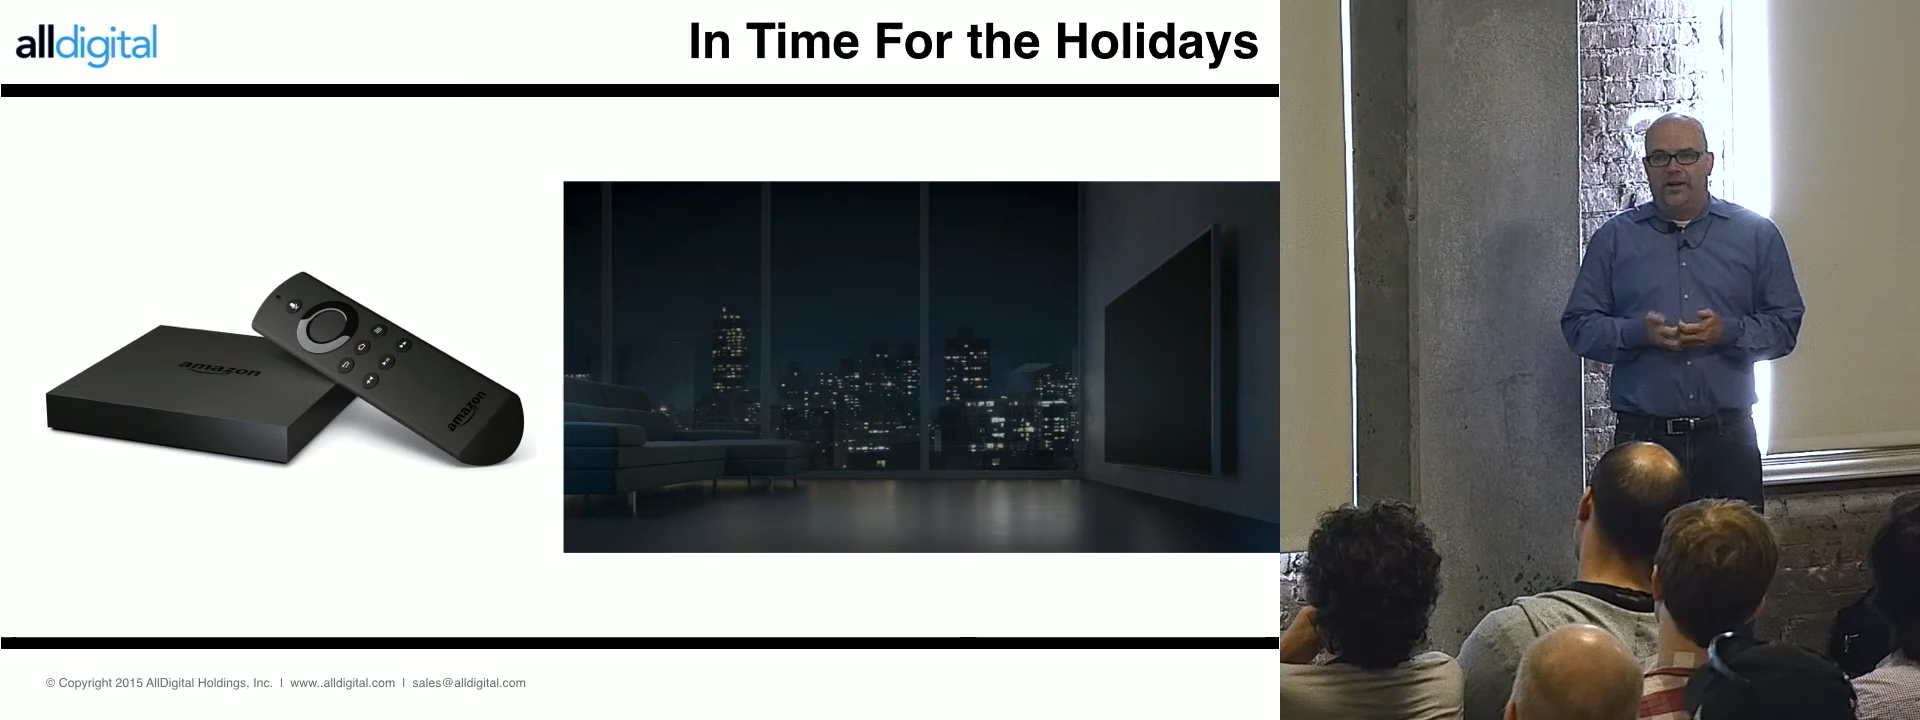 alldigital
In Time For the Holidays
amazon
amazon
© Copyright 2015 AllDigital Holdings, Inc. | www..alldigital.com | sales@alldigital.com